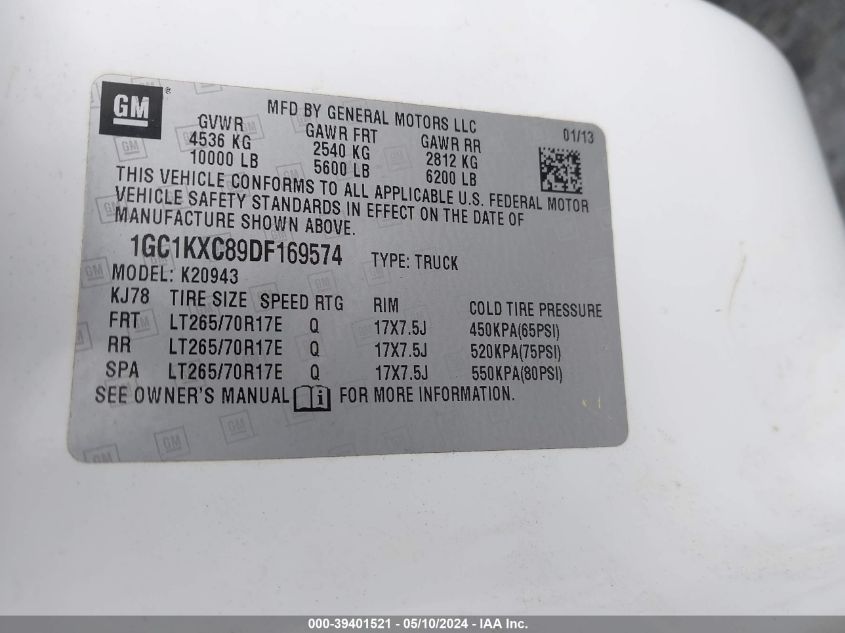 GM ®
MFD BY GENERAL MOTORS LLC 01/13
GVWR GAWR FRT GAWR RR
4536 KG 2540 KG 2812 KG
10000 LB 5600 LB 6200 LB
THIS VEHICLE CONFORMS TO ALL APPLICABLE U.S. FEDERAL MOTOR
VEHICLE SAFETY STANDARDS IN EFFECT ON THE DATE OF
MANUFACTURE SHOWN ABOVE.
1GC1KXC89DF169574 TYPE: TRUCK
MODEL: K20943
KJ78 TIRE SIZE SPEED RTG RIM COLD TIRE PRESSURE
FRT LT265/70R17E Q 17X7.5J 450KPA(65PSI)
RR LT265/70R17E Q 17X7.5J 520KPA(75PSI)
SPA LT265/70R17E Q 17X7.5J 550KPA(80PSI)
SEE OWNER'S MANUAL i FOR MORE INFORMATION.
000-39401521 - 05/10/2024 - IAA Inc.